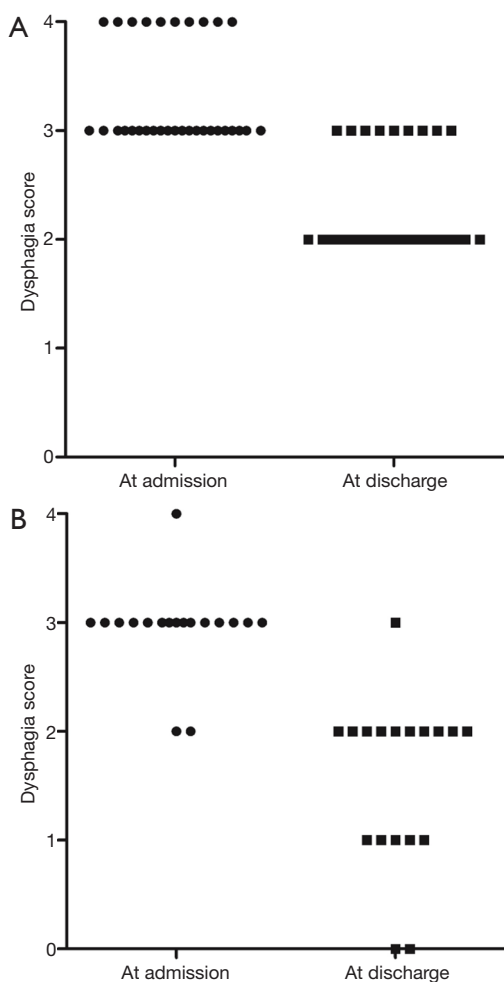 A
4
3
2
1
0
Dysphagia score
At admission
At discharge
B
4
3
2
1
0
Dysphagia score
At admission
At discharge